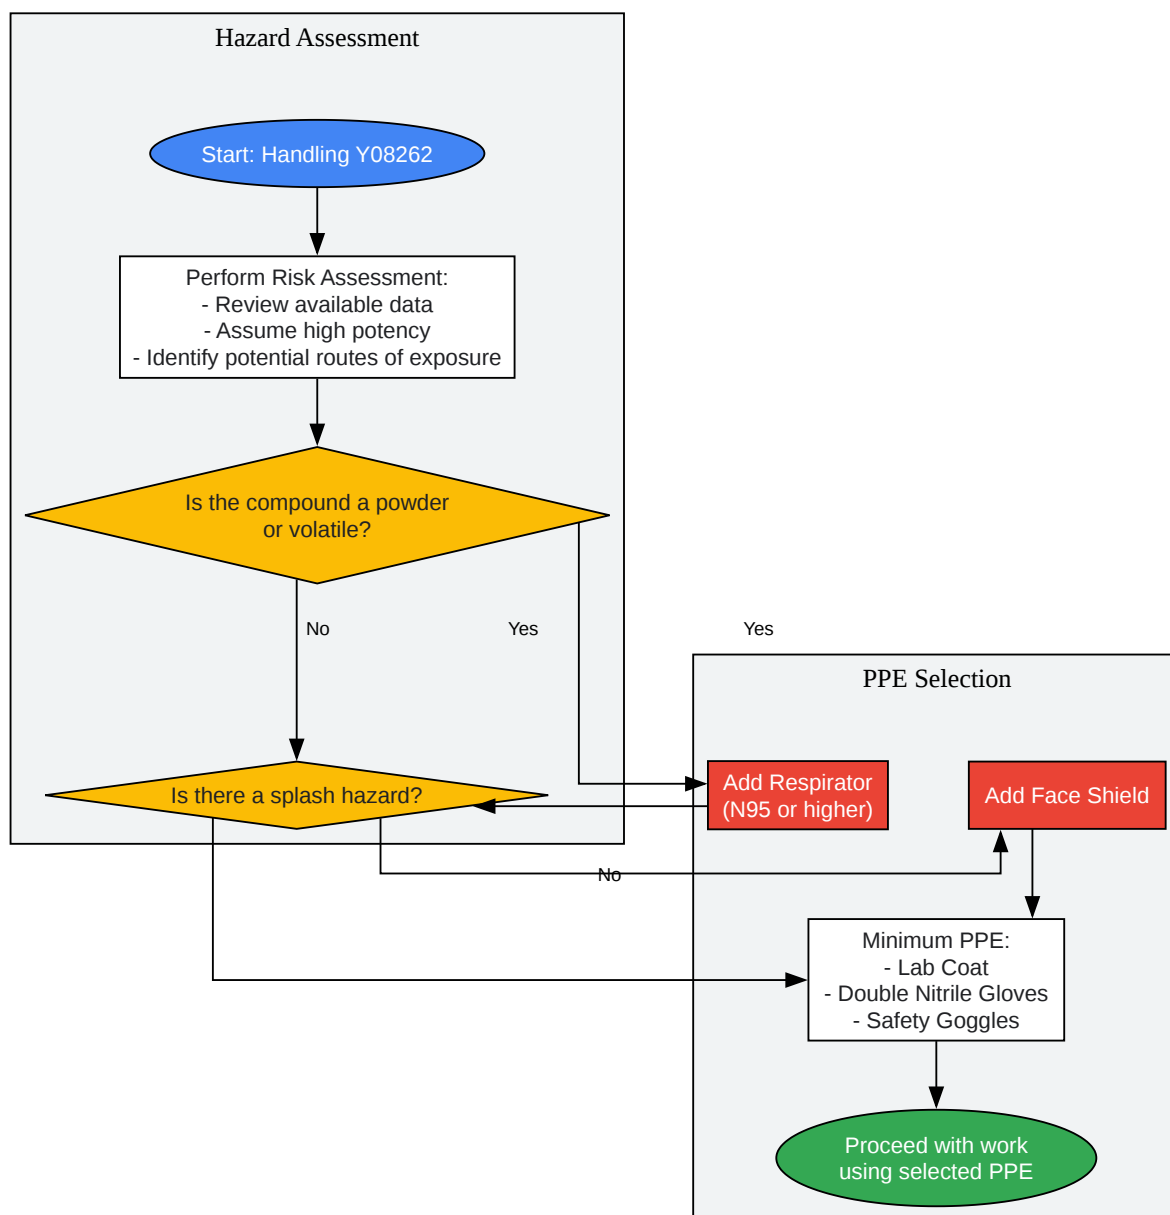 Hazard Assessment
Start: Handling Y08262
Perform Risk Assessment:
- Review available data
- Assume high potency
- Identify potential routes of exposure
Is the compound a powder
or volatile?
No
Yes
Yes
PPE Selection
Is there a splash hazard?
Add Respirator
(N95 or higher)
Add Face Shield
No
Minimum PPE:
- Lab Coat
- Double Nitrile Gloves
- Safety Goggles
Proceed with work
using selected PPE